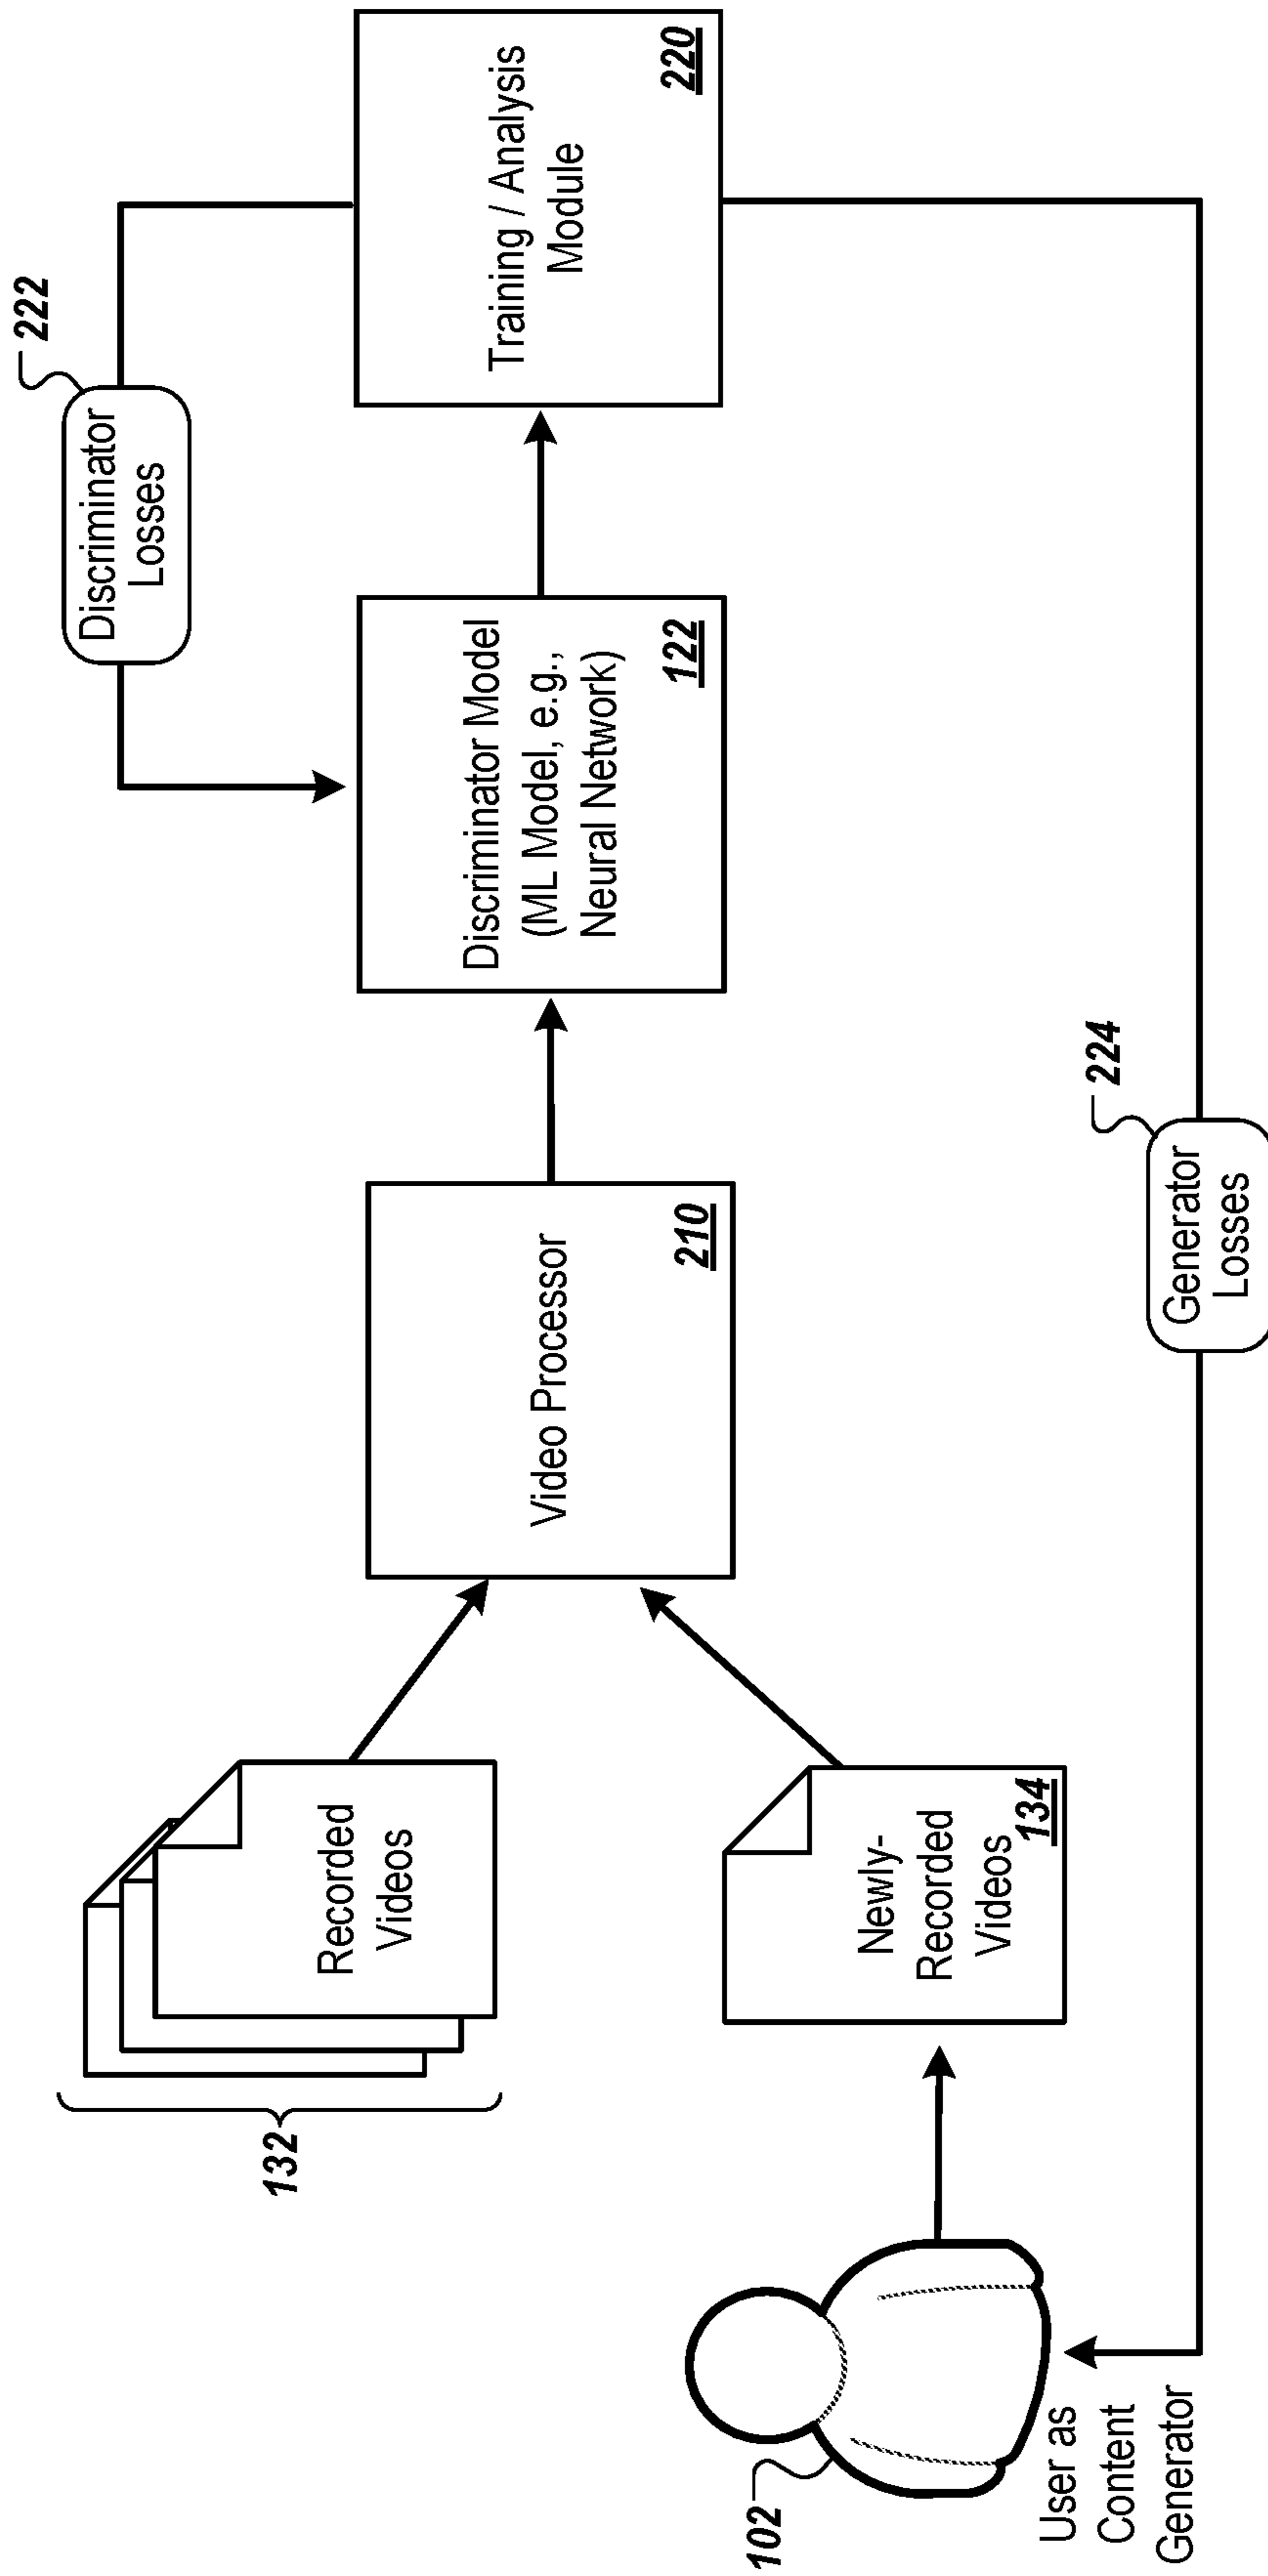 222
Discriminator
Losses
132
Recorded
Videos
Video Processor
210
Discriminator Model
(ML Model, e.g.,
Neural Network)
122
Training / Analysis
Module
220
102
User as
Content
Generator
Newly-
Recorded
Videos
134
224
Generator
Losses